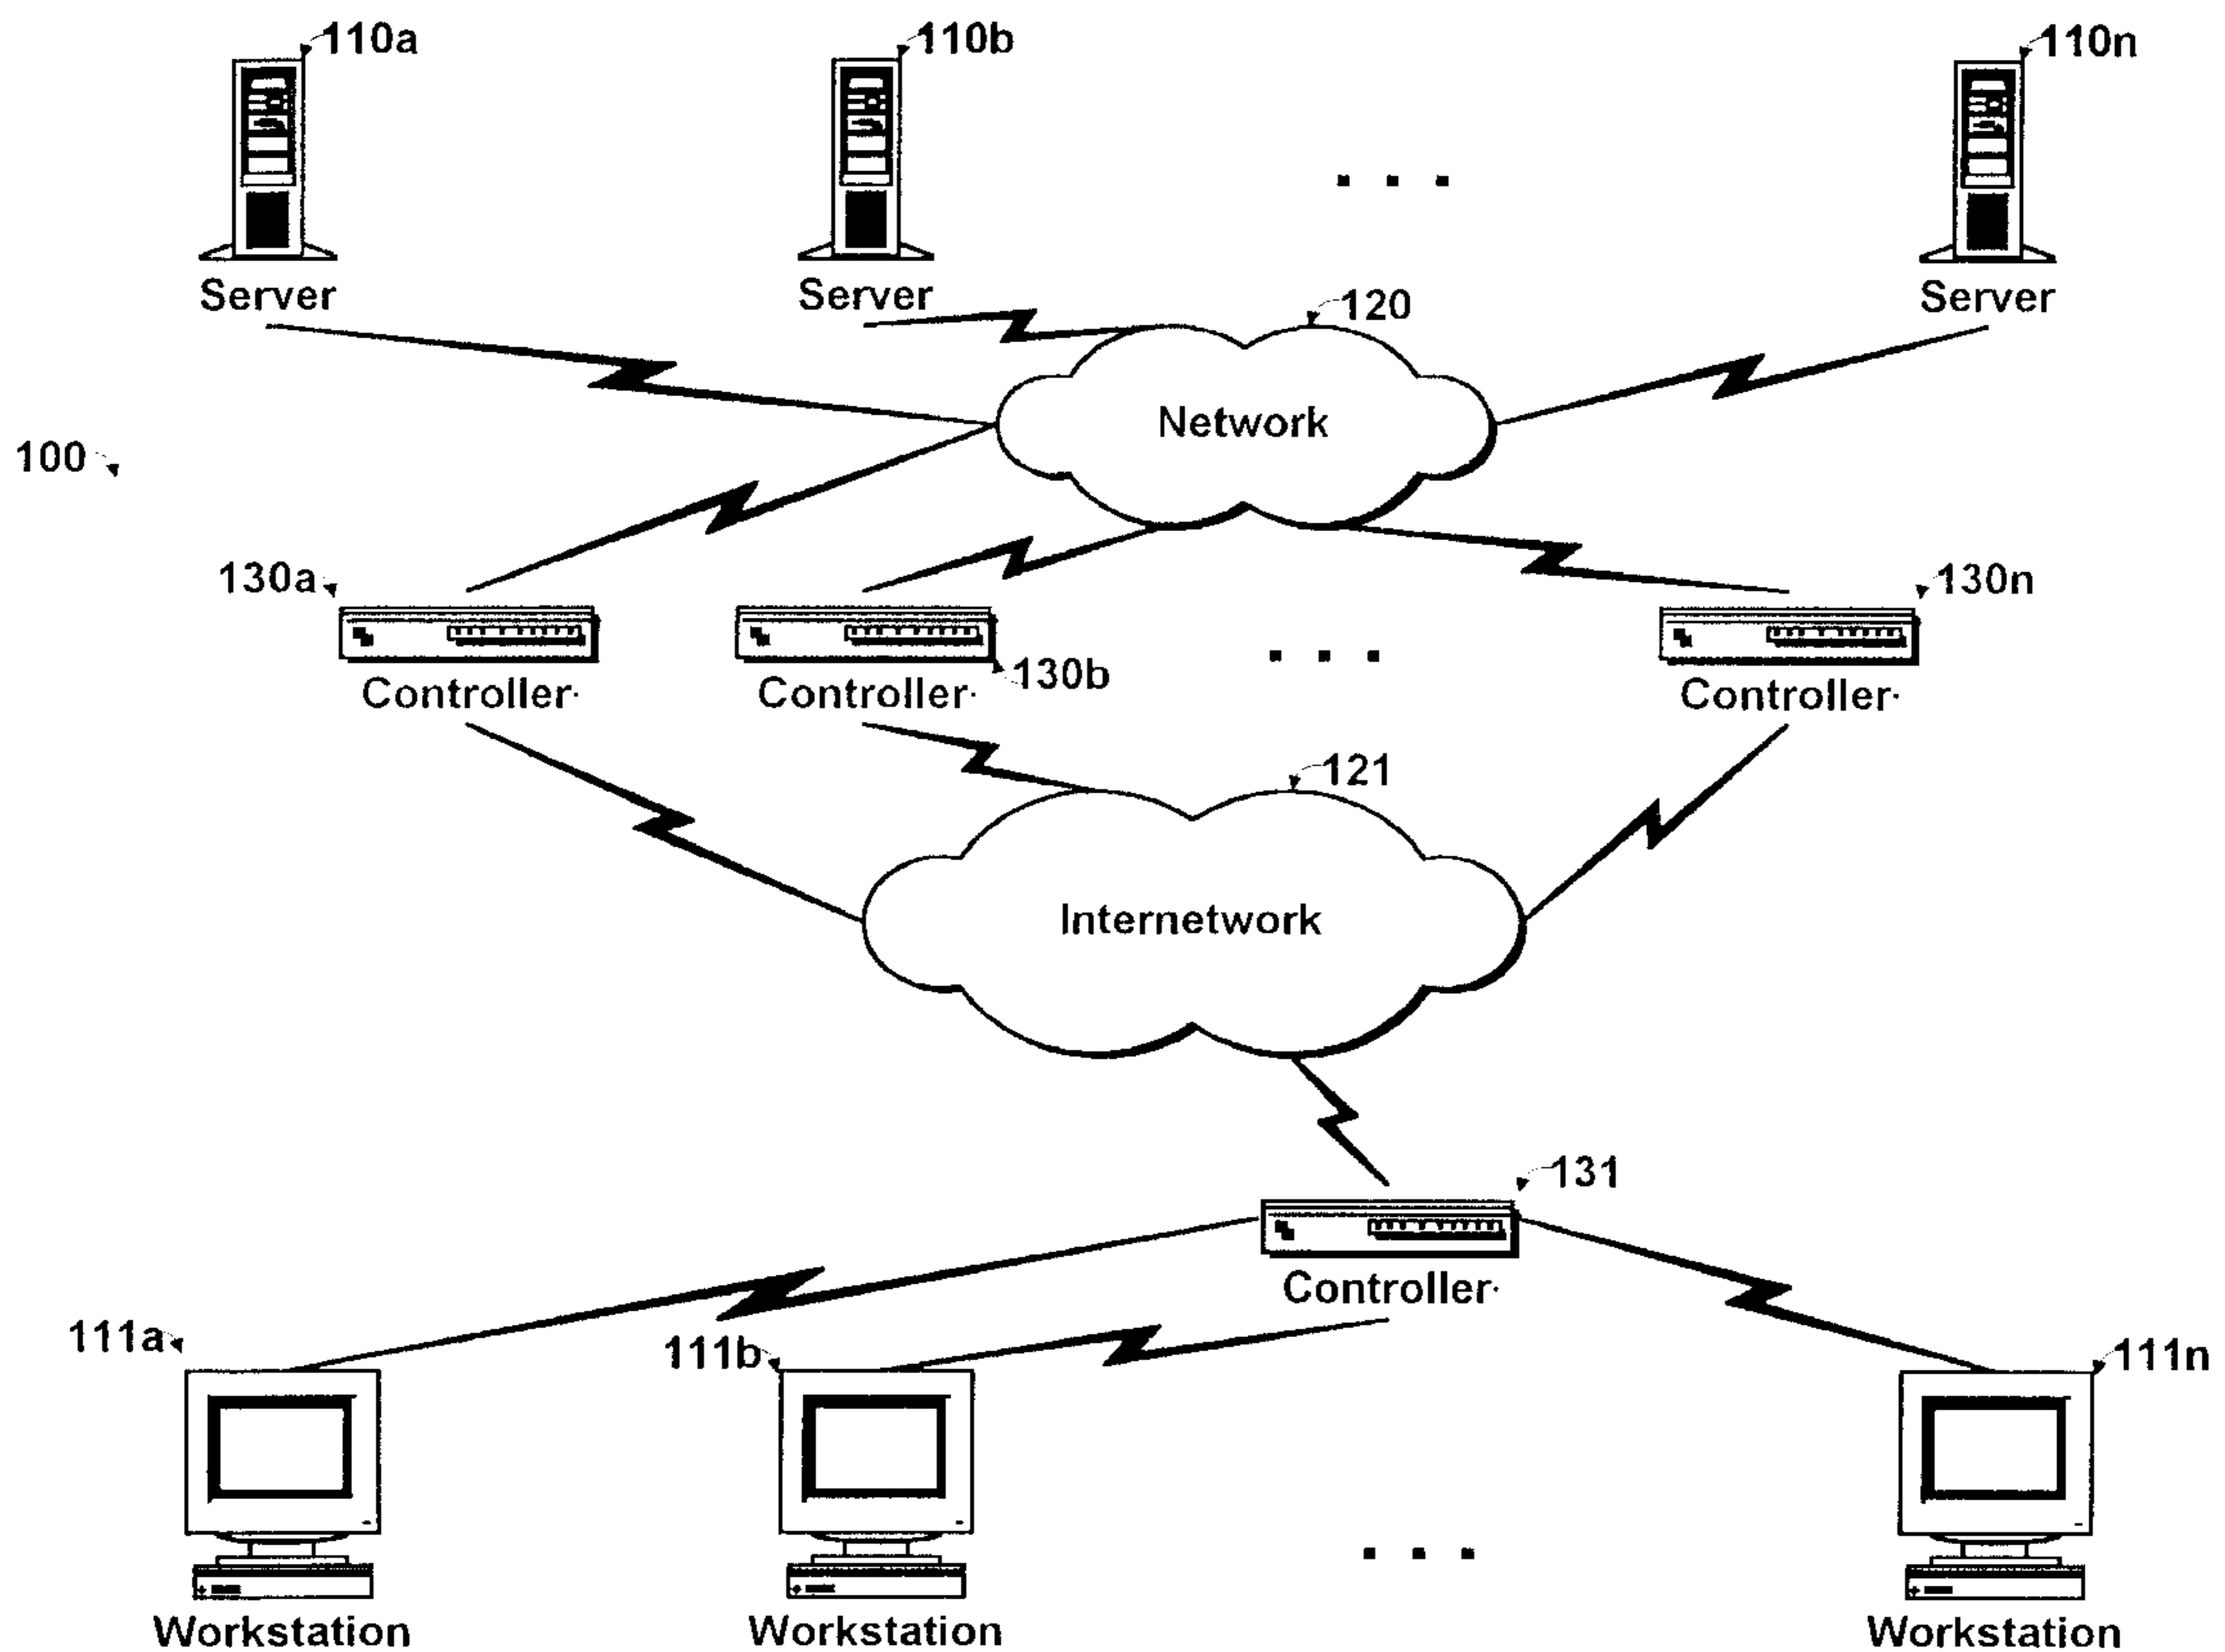 110a
110b
110n
. . .
Server
Server
Server
120
Network
100
130a
130n
130b
. . .
Controller
Controller
Controller
121
Internetwork
131
Controller
111a
111b
111n
. . .
Workstation
Workstation
Workstation